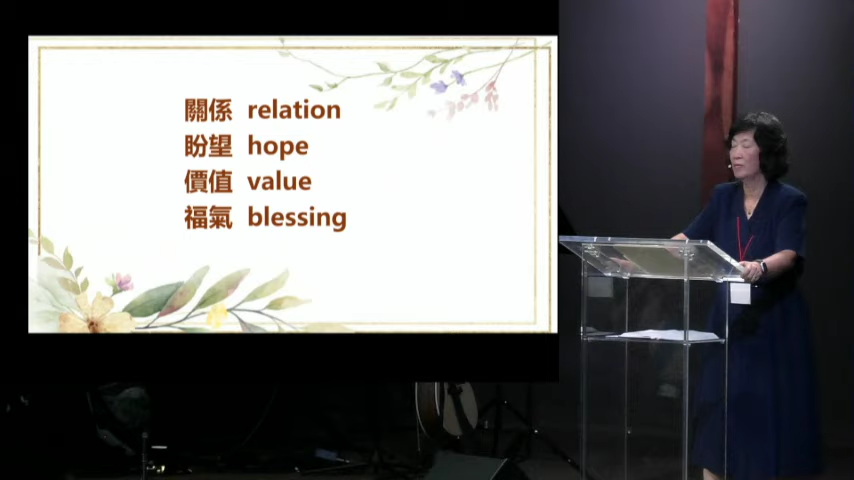 關係 relation
盼望 hope
價值 value
福氣 blessing